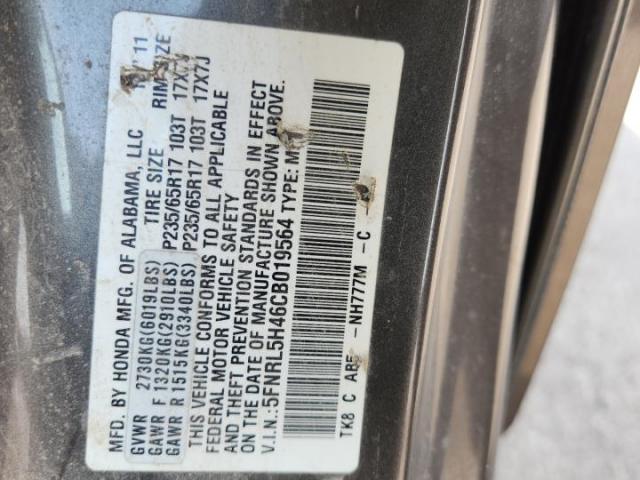 MFD. BY HONDA MFG. OF ALABAMA, LLC 11
GVWR 2730KG(6019LBS) TIRE SIZE RIM SIZE
GAWR F 1320KG(2910LBS) P235/65R17 103T 17X7J
GAWR R 1515KG(3340LBS) P235/65R17 103T 17X7J
THIS VEHICLE CONFORMS TO ALL APPLICABLE
FEDERAL MOTOR VEHICLE SAFETY
AND THEFT PREVENTION STANDARDS IN EFFECT
ON THE DATE OF MANUFACTURE SHOWN ABOVE.
V.I.N.:5FNRL5H46CB019564 TYPE:
TK8 C -NH777M -C